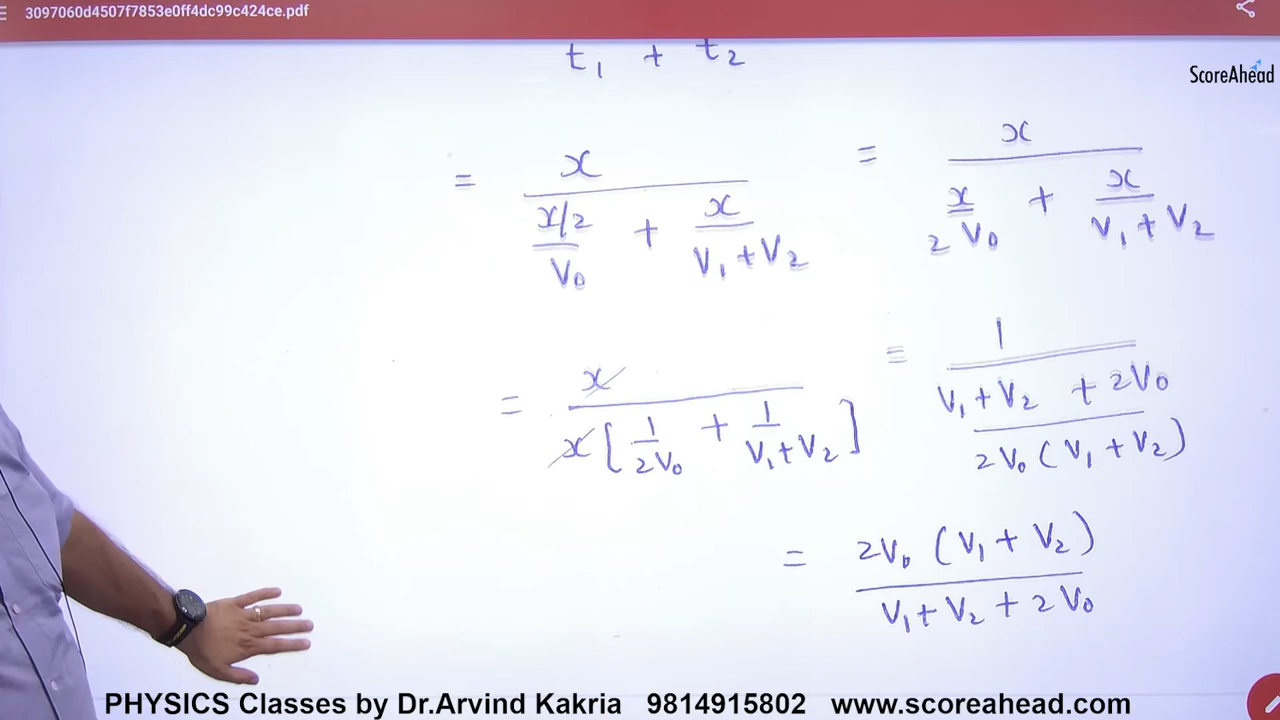 3097060d4507f7853e0ff4dc99c424ce.pdf
ScoreAhead
t₁ + t₂
= x / ((x/2)/V₀ + x/(V₁ + V₂))
= x / (x/(2V₀) + x/(V₁ + V₂))
= x / (x[1/(2V₀) + 1/(V₁ + V₂)])
= 1 / ((V₁ + V₂ + 2V₀)/(2V₀(V₁ + V₂)))
= 2V₀(V₁ + V₂) / (V₁ + V₂ + 2V₀)
PHYSICS Classes by Dr.Arvind Kakria 9814915802 www.scoreahead.com